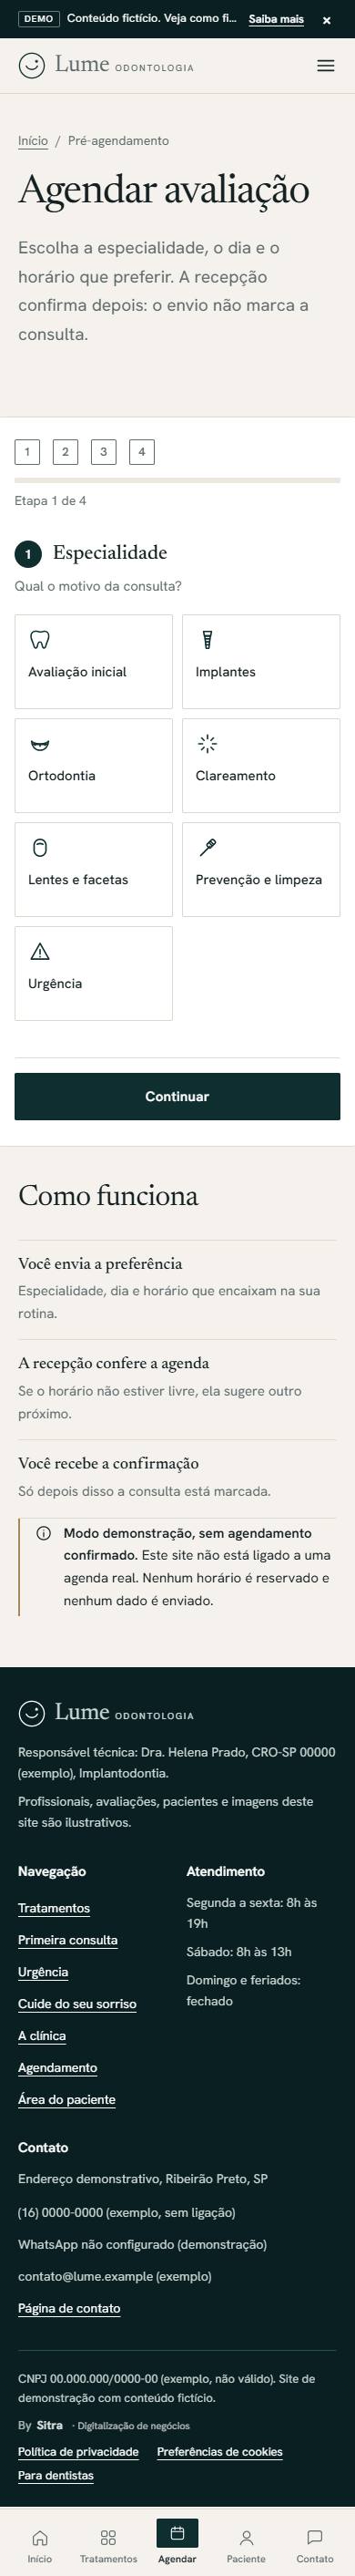 DEMO Conteúdo fictício. Veja como fi... Saiba mais ×
Lume ODONTOLOGIA
Início / Pré-agendamento
Agendar avaliação
Escolha a especialidade, o dia e o
horário que preferir. A recepção
confirma depois: o envio não marca a
consulta.
1 2 3 4
Etapa 1 de 4
1 Especialidade
Qual o motivo da consulta?
Avaliação inicial
Implantes
Ortodontia
Clareamento
Lentes e facetas
Prevenção e limpeza
Urgência
Continuar
Como funciona
Você envia a preferência
Especialidade, dia e horário que encaixam na sua
rotina.
A recepção confere a agenda
Se o horário não estiver livre, ela sugere outro
próximo.
Você recebe a confirmação
Só depois disso a consulta está marcada.
Modo demonstração, sem agendamento
confirmado. Este site não está ligado a uma
agenda real. Nenhum horário é reservado e
nenhum dado é enviado.
Lume ODONTOLOGIA
Responsável técnica: Dra. Helena Prado, CRO-SP 00000
(exemplo), Implantodontia.
Profissionais, avaliações, pacientes e imagens deste
site são ilustrativos.
Navegação
Tratamentos
Primeira consulta
Urgência
Cuide do seu sorriso
A clínica
Agendamento
Área do paciente
Atendimento
Segunda a sexta: 8h às
19h
Sábado: 8h às 13h
Domingo e feriados:
fechado
Contato
Endereço demonstrativo, Ribeirão Preto, SP
(16) 0000-0000 (exemplo, sem ligação)
WhatsApp não configurado (demonstração)
contato@lume.example (exemplo)
Página de contato
CNPJ 00.000.000/0000-00 (exemplo, não válido). Site de
demonstração com conteúdo fictício.
By Sitra · Digitalização de negócios
Política de privacidade Preferências de cookies
Para dentistas
Início Tratamentos Agendar Paciente Contato